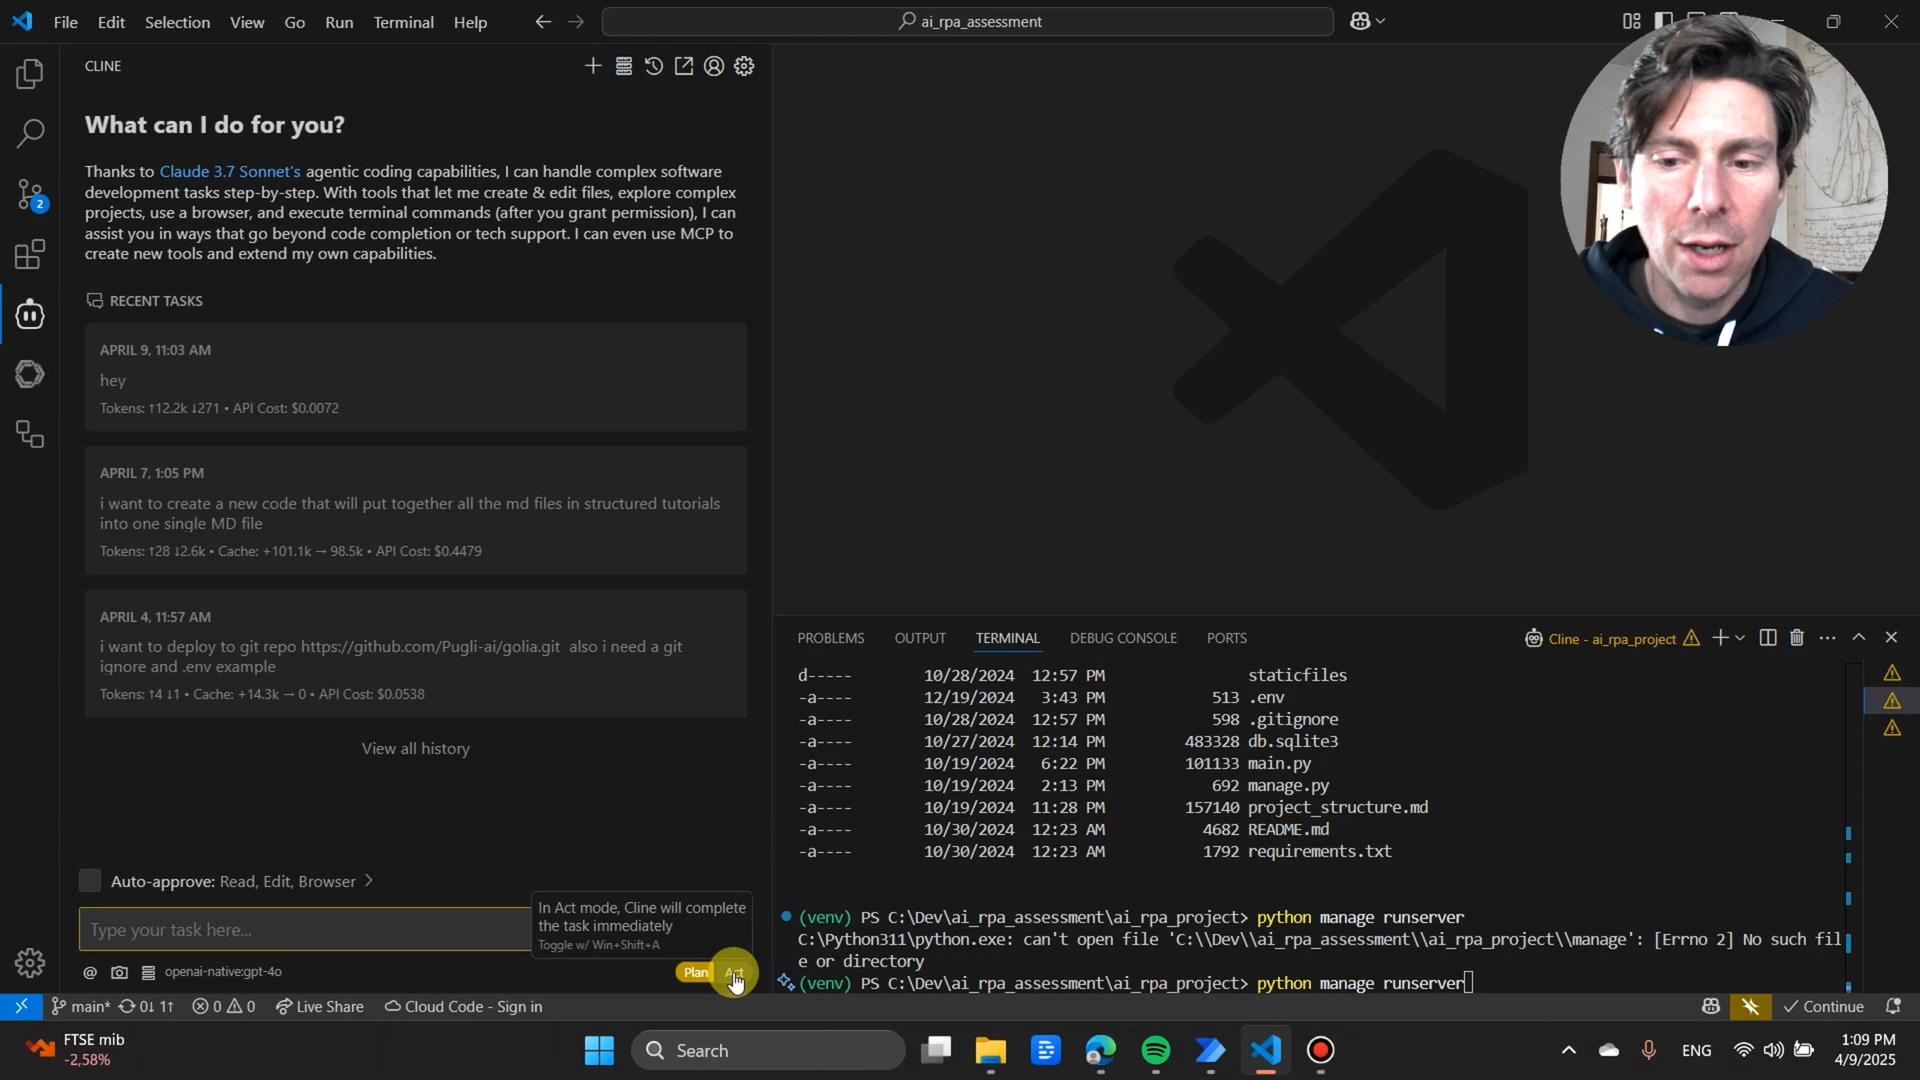 File Edit Selection View Go Run Terminal Help
ai_rpa_assessment
CLINE
What can I do for you?
Thanks to Claude 3.7 Sonnet's agentic coding capabilities, I can handle complex software
development tasks step-by-step. With tools that let me create & edit files, explore complex
projects, use a browser, and execute terminal commands (after you grant permission), I can
assist you in ways that go beyond code completion or tech support. I can even use MCP to
create new tools and extend my own capabilities.
RECENT TASKS
APRIL 9, 11:03 AM
hey
Tokens: ↑12.2k ↓271 • API Cost: $0.0072
APRIL 7, 1:05 PM
i want to create a new code that will put together all the md files in structured tutorials
into one single MD file
Tokens: ↑28 ↓2.6k • Cache: +101.1k → 98.5k • API Cost: $0.4479
APRIL 4, 11:57 AM
i want to deploy to git repo https://github.com/Pugli-ai/golia.git also i need a git
ignore and .env example
Tokens: ↑4 ↓1 • Cache: +14.3k → 0 • API Cost: $0.0538
View all history
Auto-approve: Read, Edit, Browser >
Type your task here...
In Act mode, Cline will complete
the task immediately
Toggle w/ Win+Shift+A
@ openai-native:gpt-4o
Plan Act
2
PROBLEMS OUTPUT TERMINAL DEBUG CONSOLE PORTS
Cline - ai_rpa_project
d----- 10/28/2024 12:57 PM staticfiles
-a---- 12/19/2024 3:43 PM 513 .env
-a---- 10/28/2024 12:57 PM 598 .gitignore
-a---- 10/27/2024 12:14 PM 483328 db.sqlite3
-a---- 10/19/2024 6:22 PM 101133 main.py
-a---- 10/19/2024 2:13 PM 692 manage.py
-a---- 10/19/2024 11:28 PM 157140 project_structure.md
-a---- 10/30/2024 12:23 AM 4682 README.md
-a---- 10/30/2024 12:23 AM 1792 requirements.txt
(venv) PS C:\Dev\ai_rpa_assessment\ai_rpa_project> python manage runserver
C:\Python311\python.exe: can't open file 'C:\\Dev\\ai_rpa_assessment\\ai_rpa_project\\manage': [Errno 2] No such fil
e or directory
(venv) PS C:\Dev\ai_rpa_assessment\ai_rpa_project> python manage runserver
main* 0↓ 1↑ 0 0 Live Share Cloud Code - Sign in
Continue
FTSE mib
-2,58%
Search
ENG
1:09 PM
4/9/2025